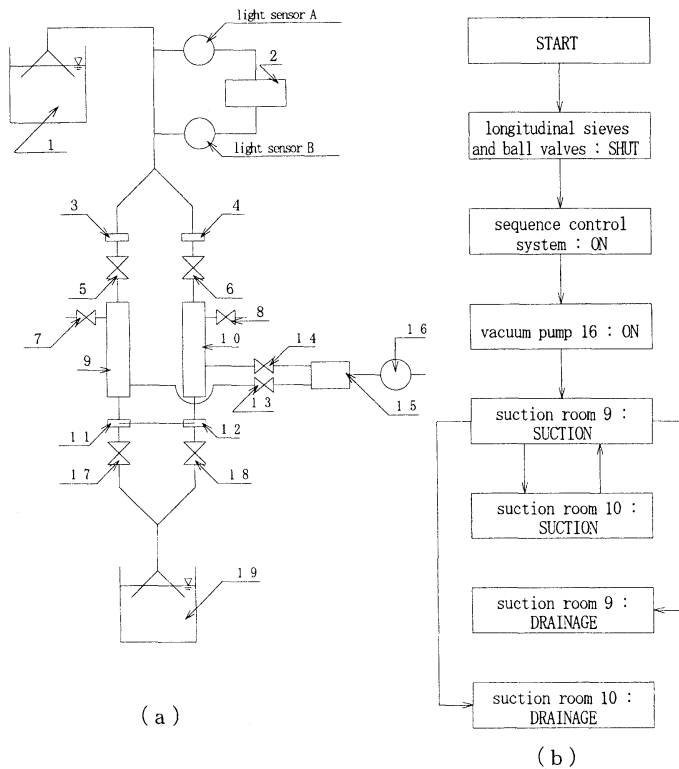 light sensor A
2
1
light sensor B
3
4
5
6
7
8
9
10
14
16
13
15
11
12
17
18
19
(a)
START
longitudinal sieves
and ball valves : SHUT
sequence control
system : ON
vacuum pump 16 : ON
suction room 9 :
SUCTION
suction room 10 :
SUCTION
suction room 9 :
DRAINAGE
suction room 10 :
DRAINAGE
(b)